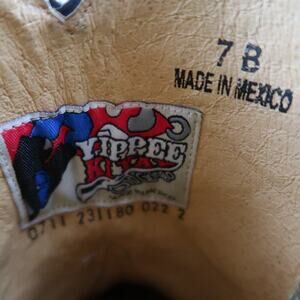 7 B
MADE IN MEXICO
YIPPEE
KI YAY
0711 231180 022 2